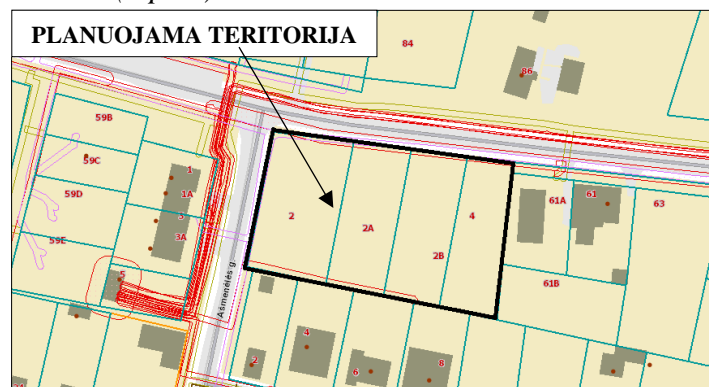 PLANUOJAMA TERITORIJA
84
86
59B
59C
1
59D
1A
61A
61
63
3
2
4
59E
3A
2A
2B
5
61B
Ašmenėlės g.
4
2
6
8